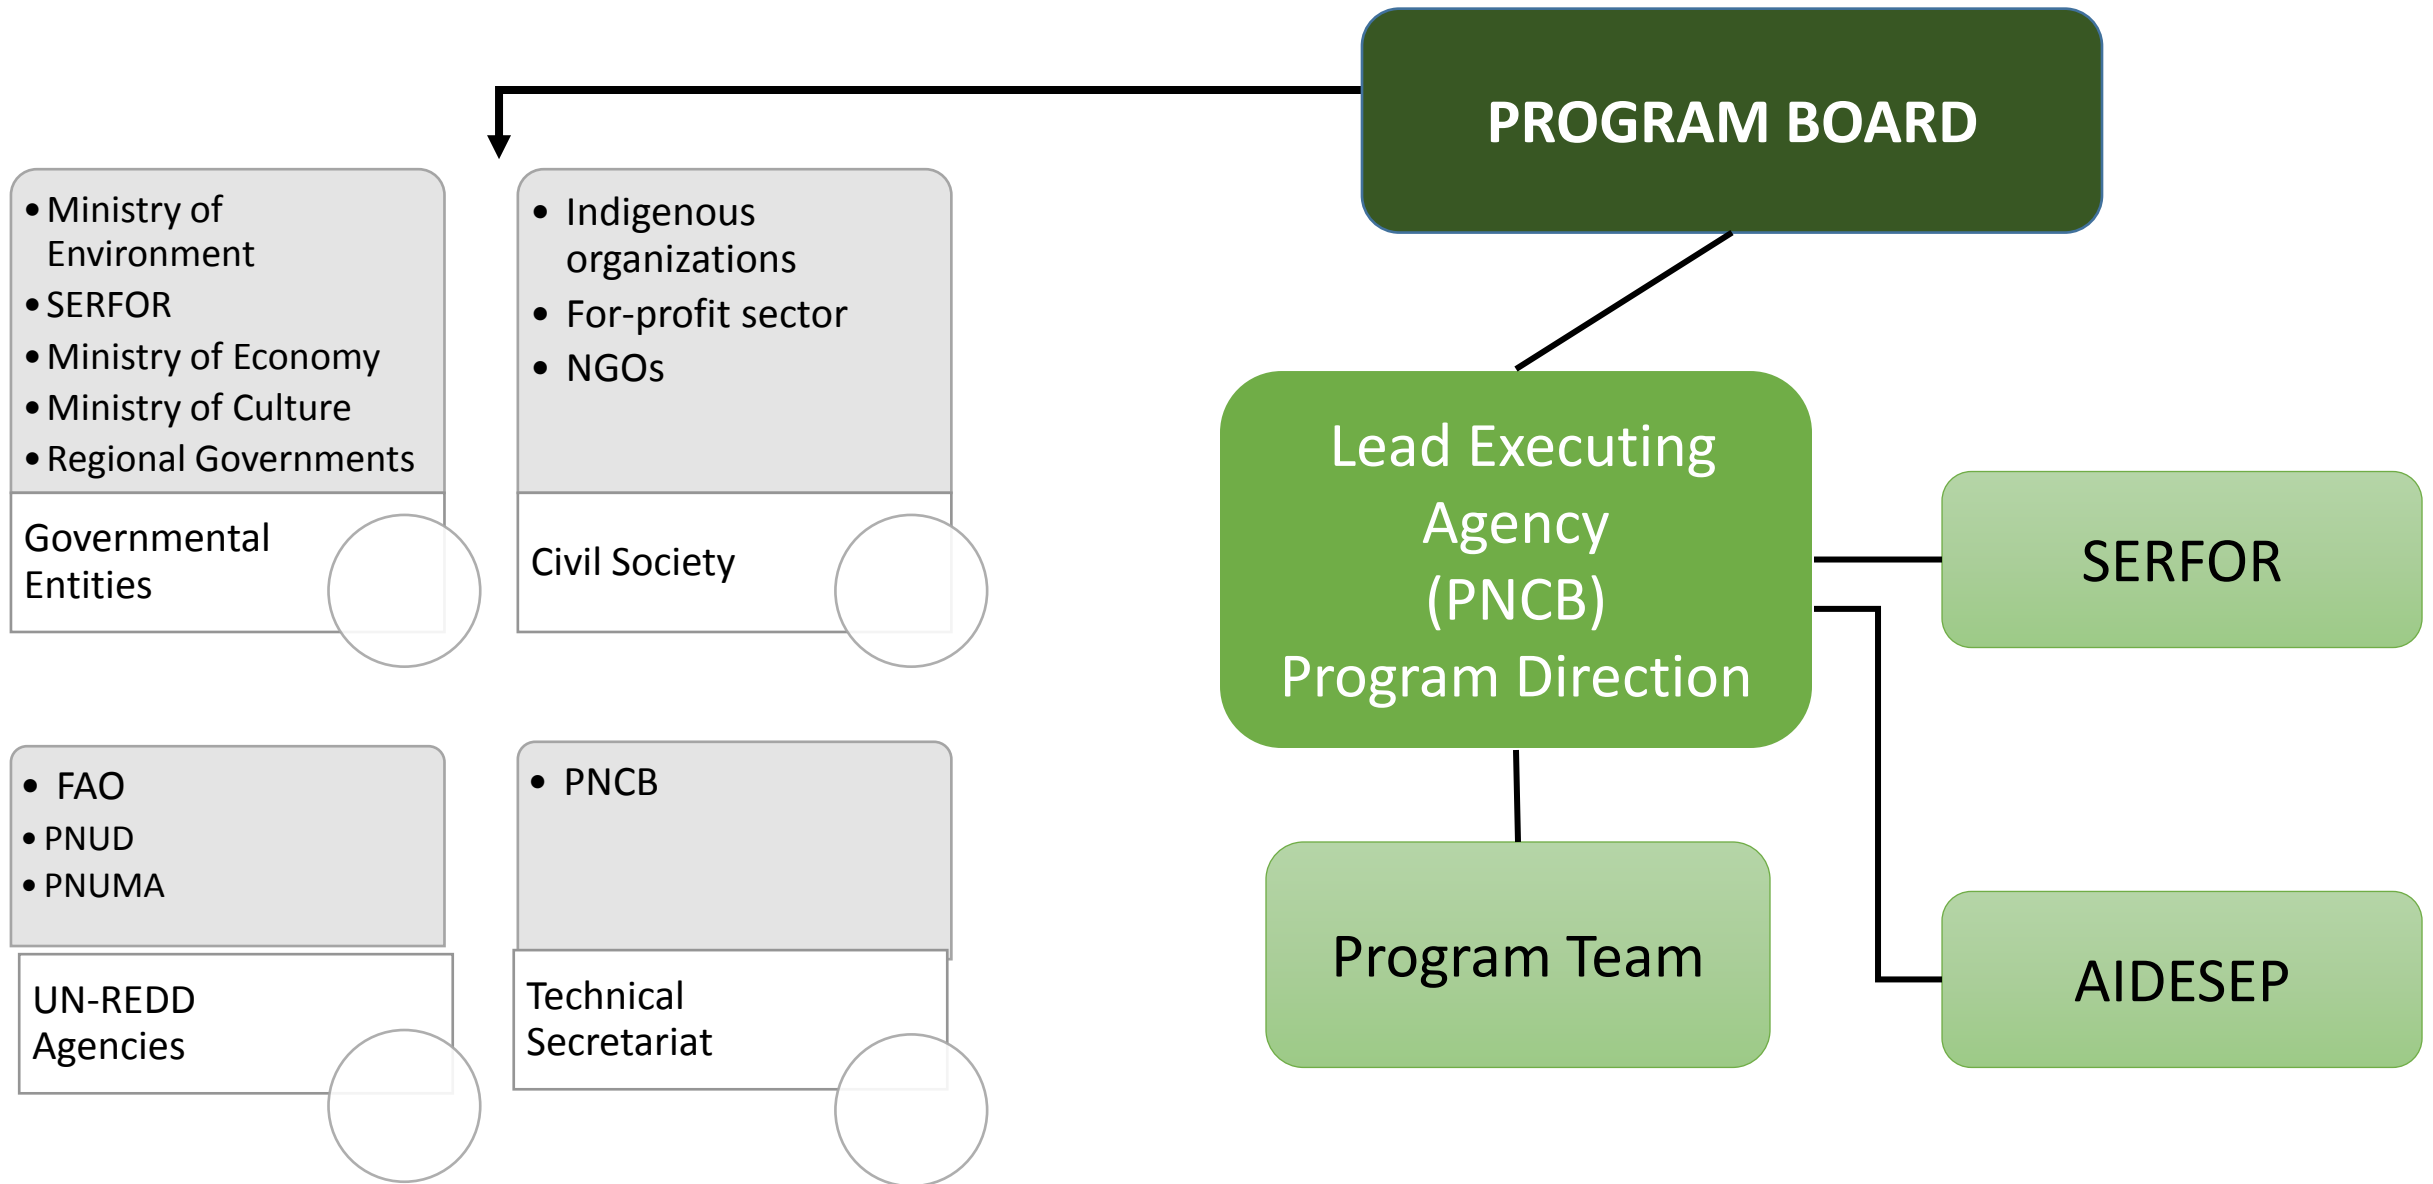 PROGRAM BOARD
• Ministry of
Environment
• SERFOR
• Ministry of Economy
• Ministry of Culture
• Regional Governments
Governmental
Entities
• Indigenous
organizations
• For-profit sector
• NGOs
Civil Society
• FAO
• PNUD
• PNUMA
UN-REDD
Agencies
• PNCB
Technical
Secretariat
Lead Executing
Agency
(PNCB)
Program Direction
SERFOR
Program Team
AIDESEP